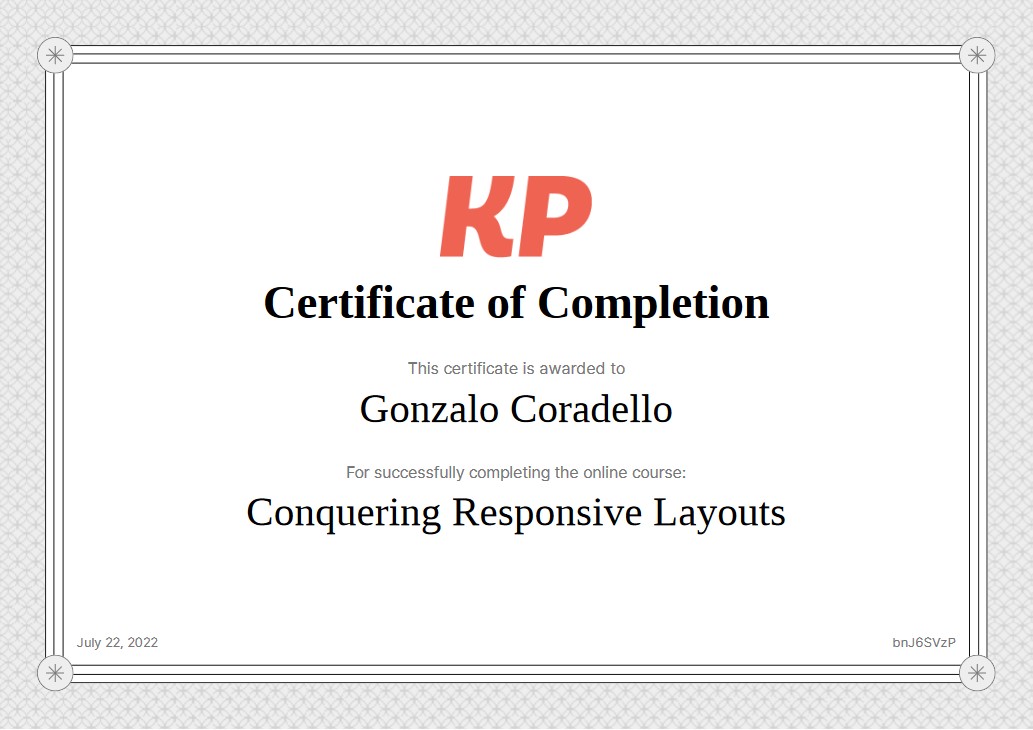 KP
Certificate of Completion
This certificate is awarded to
Gonzalo Coradello
For successfully completing the online course:
Conquering Responsive Layouts
July 22, 2022
bnJ6SVzP